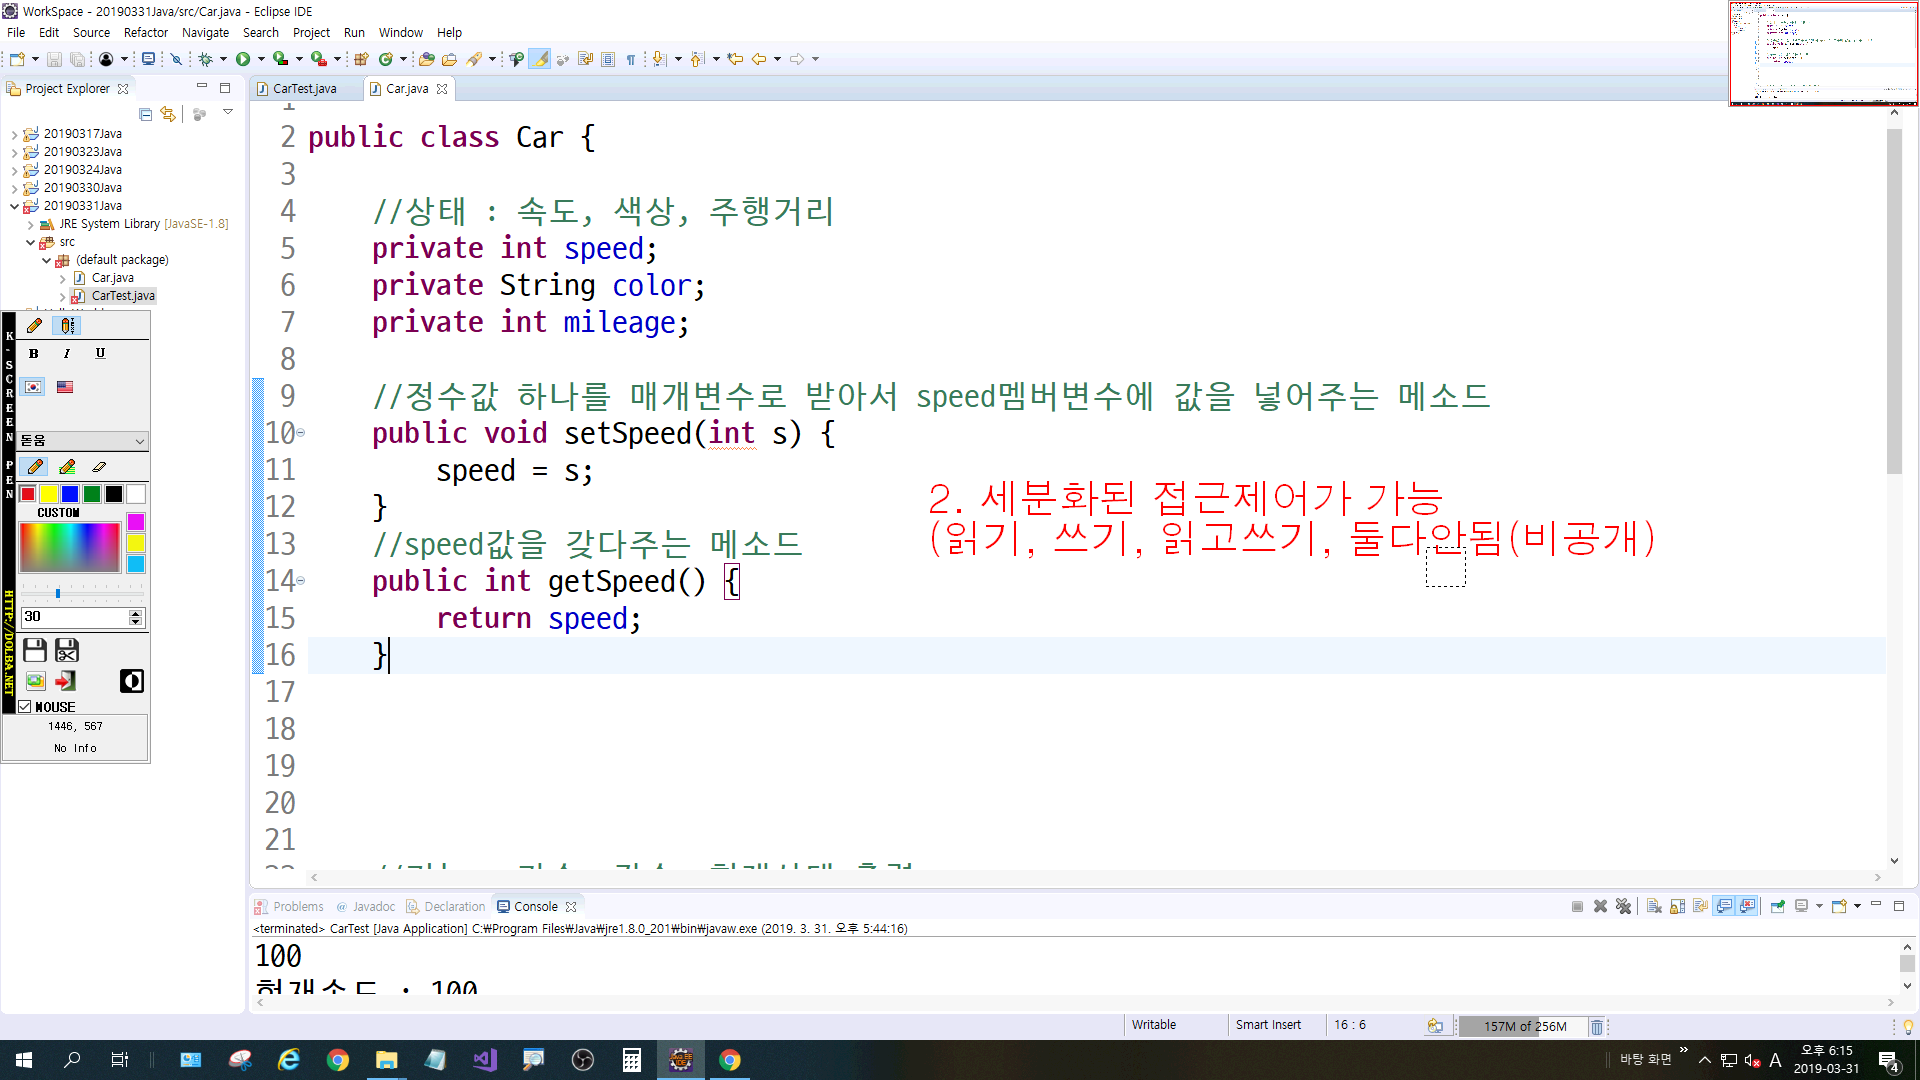 WorkSpace - 20190331Java/src/Car.java - Eclipse IDE
File Edit Source Refactor Navigate Search Project Run Window Help
Project Explorer
CarTest.java
Car.java
20190317Java
20190323Java
20190324Java
20190330Java
20190331Java
JRE System Library [JavaSE-1.8]
src
(default package)
Car.java
CarTest.java
K-SCREEN PEN
HTTP://DOLBA.NET
B I U
돋움
CUSTOM
30
MOUSE
1446, 567
No Info
1
2 public class Car {
3
4 //상태 : 속도, 색상, 주행거리
5 private int speed;
6 private String color;
7 private int mileage;
8
9 //정수값 하나를 매개변수로 받아서 speed멤버변수에 값을 넣어주는 메소드
10 public void setSpeed(int s) {
11 speed = s;
12 }
13 //speed값을 갖다주는 메소드
14 public int getSpeed() {
15 return speed;
16 }
17
18
19
20
21
2. 세분화된 접근제어가 가능
(읽기, 쓰기, 읽고쓰기, 둘다안됨(비공개)
Problems @ Javadoc Declaration Console
<terminated> CarTest [Java Application] C:₩Program Files₩Java₩jre1.8.0_201₩bin₩javaw.exe (2019. 3. 31. 오후 5:44:16)
100
현재속도 : 100
Writable Smart Insert 16 : 6 157M of 256M
바탕 화면 A 오후 6:15
2019-03-31
4